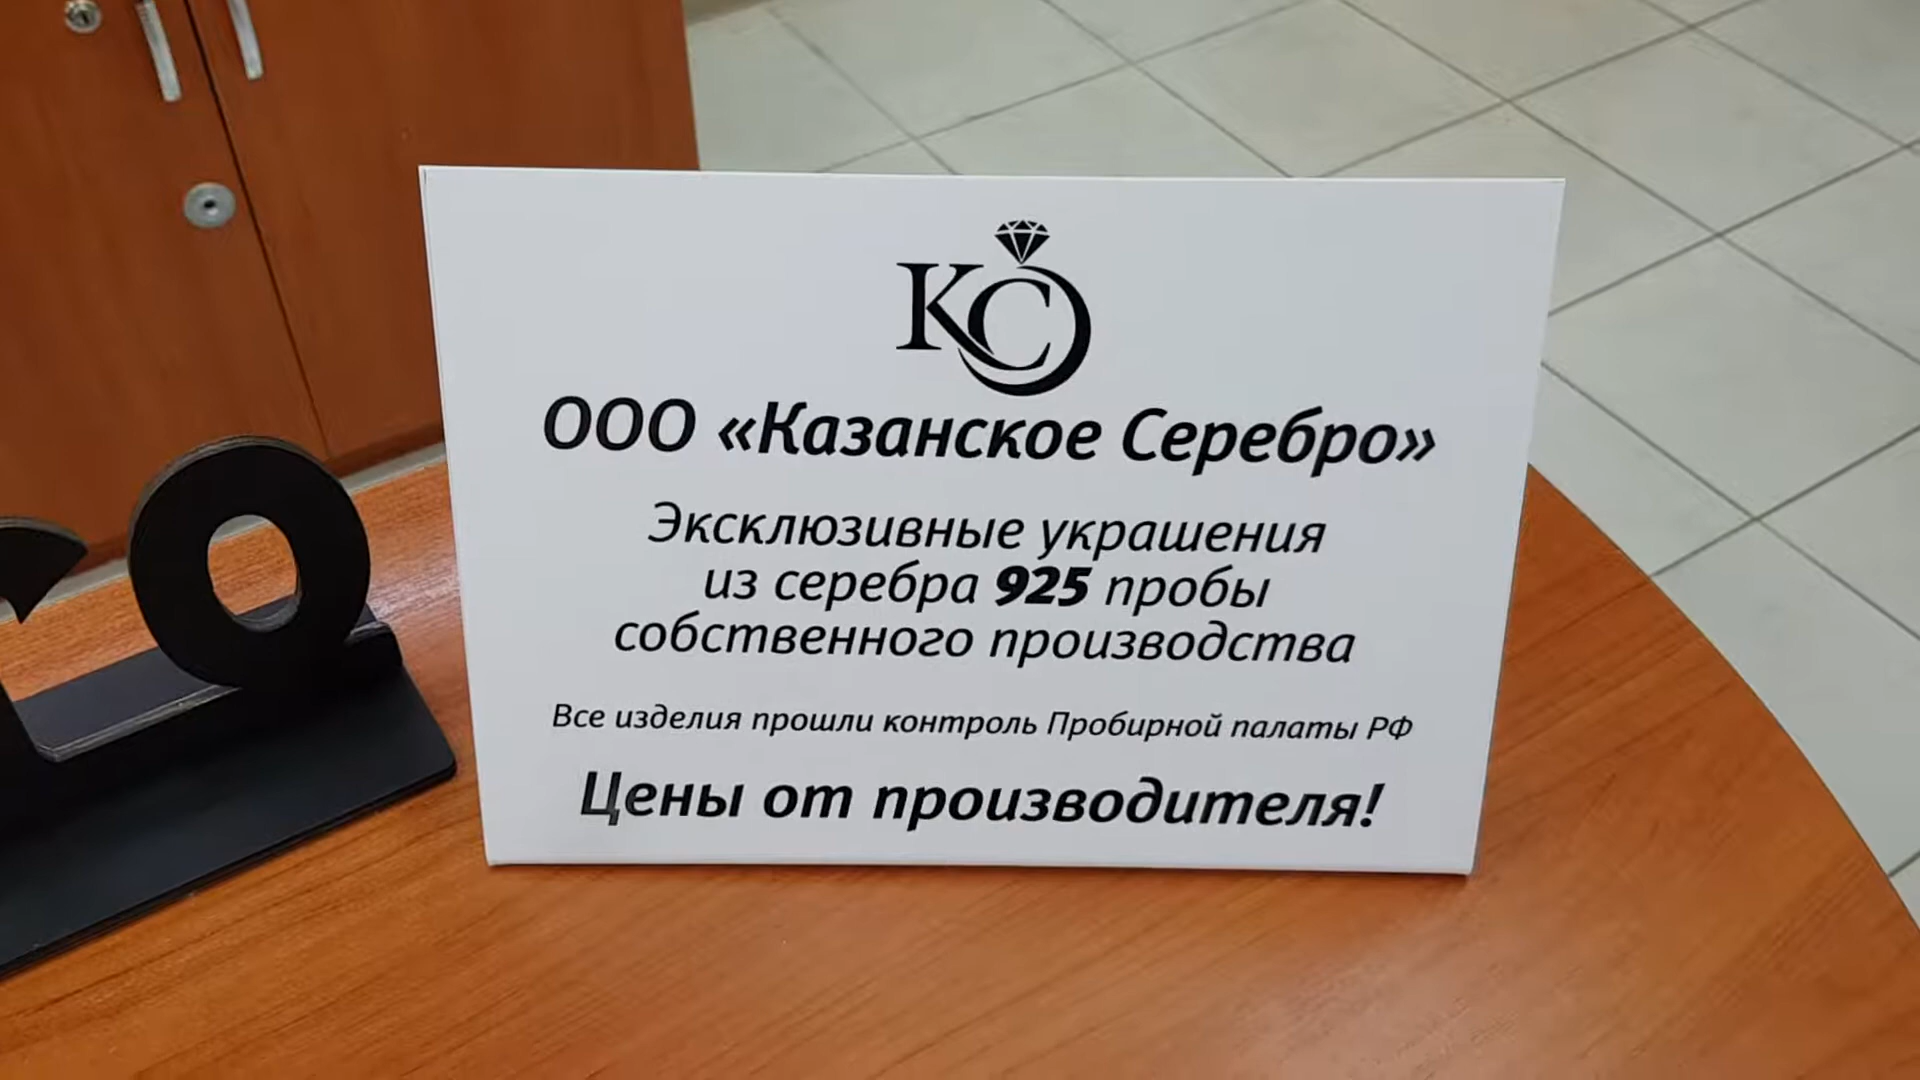 КС
ООО «Казанское Серебро»
Эксклюзивные украшения
из серебра 925 пробы
собственного производства
Все изделия прошли контроль Пробирной палаты РФ
Цены от производителя!